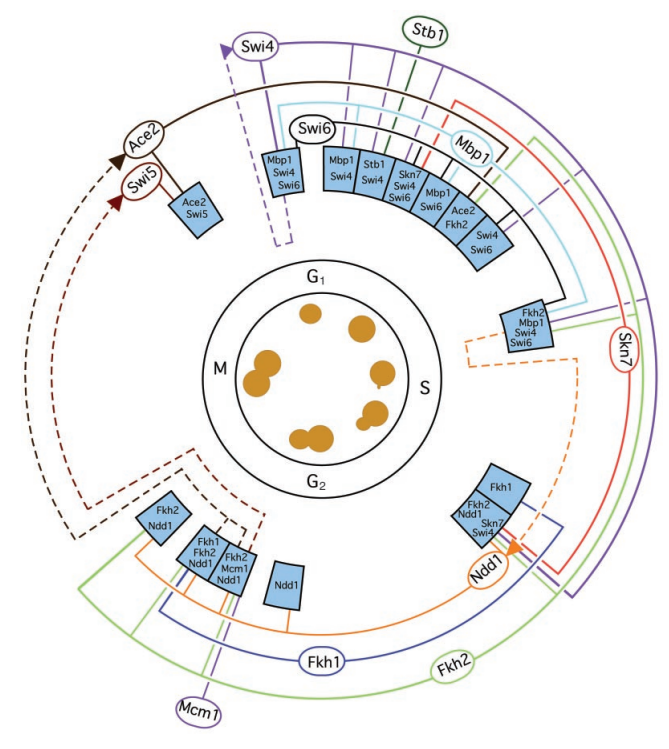 Stb1
Swi4
Swi6
Mbp1
Ace2
Swi5
Mbp1
Swi4
Swi6
Mbp1
Swi4
Stb1
Swi4
Skn7
Swi4
Swi6
Mbp1
Swi6
Ace2
Fkh2
Swi4
Swi6
Ace2
Swi5
Fkh2
Mbp1
Swi4
Swi6
Skn7
G1
M
S
G2
Fkh1
Fkh2
Ndd1
Skn7
Swi4
Fkh2
Ndd1
Fkh1
Fkh2
Ndd1
Fkh2
Mcm1
Ndd1
Ndd1
Ndd1
Fkh1
Fkh2
Mcm1